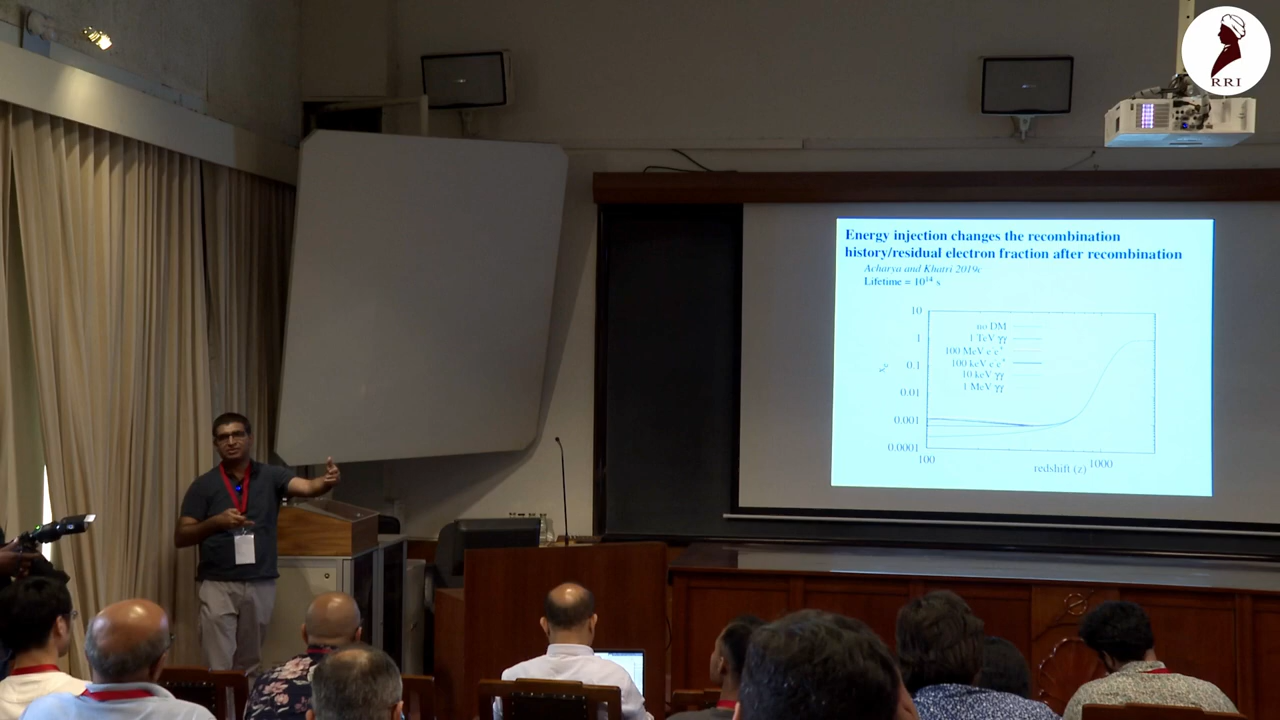 RRI
Energy injection changes the recombination
history/residual electron fraction after recombination
Acharya and Khatri 2019c
Lifetime = 10¹⁴ s
10
1
0.1
0.01
0.001
0.0001
xₑ
no DM
1 TeV γγ
100 MeV e⁻e⁺
100 keV e⁻e⁺
10 keV γγ
1 MeV γγ
100
1000
redshift (z)